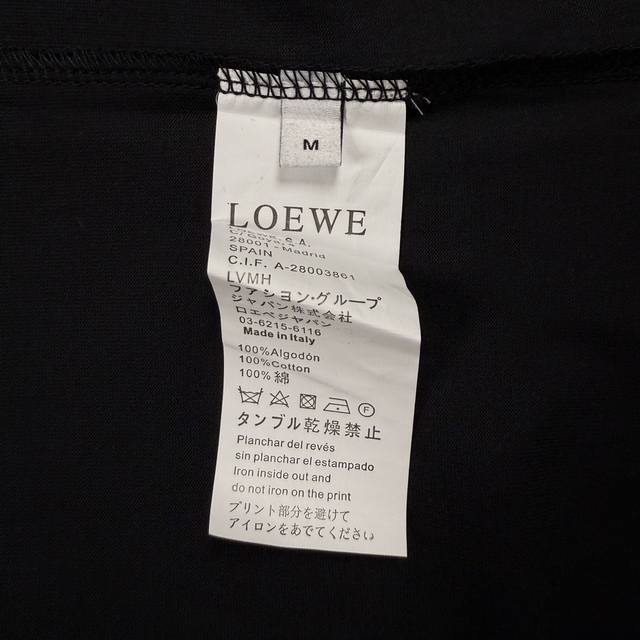 M
LOEWE
28001 - Madrid
SPAIN
C.I.F. A-28003861
LVMH
ファション・グループ
ジャパン株式会社
ロエベジャパン
03-6215-6116
Made in Italy
100%Algodón
100%Cotton
100% 綿
F
タンブル乾燥禁止
Planchar del revés
sin planchar el estampado
Iron inside out and
do not iron on the print
プリント部分を避けて
アイロンをあでてください